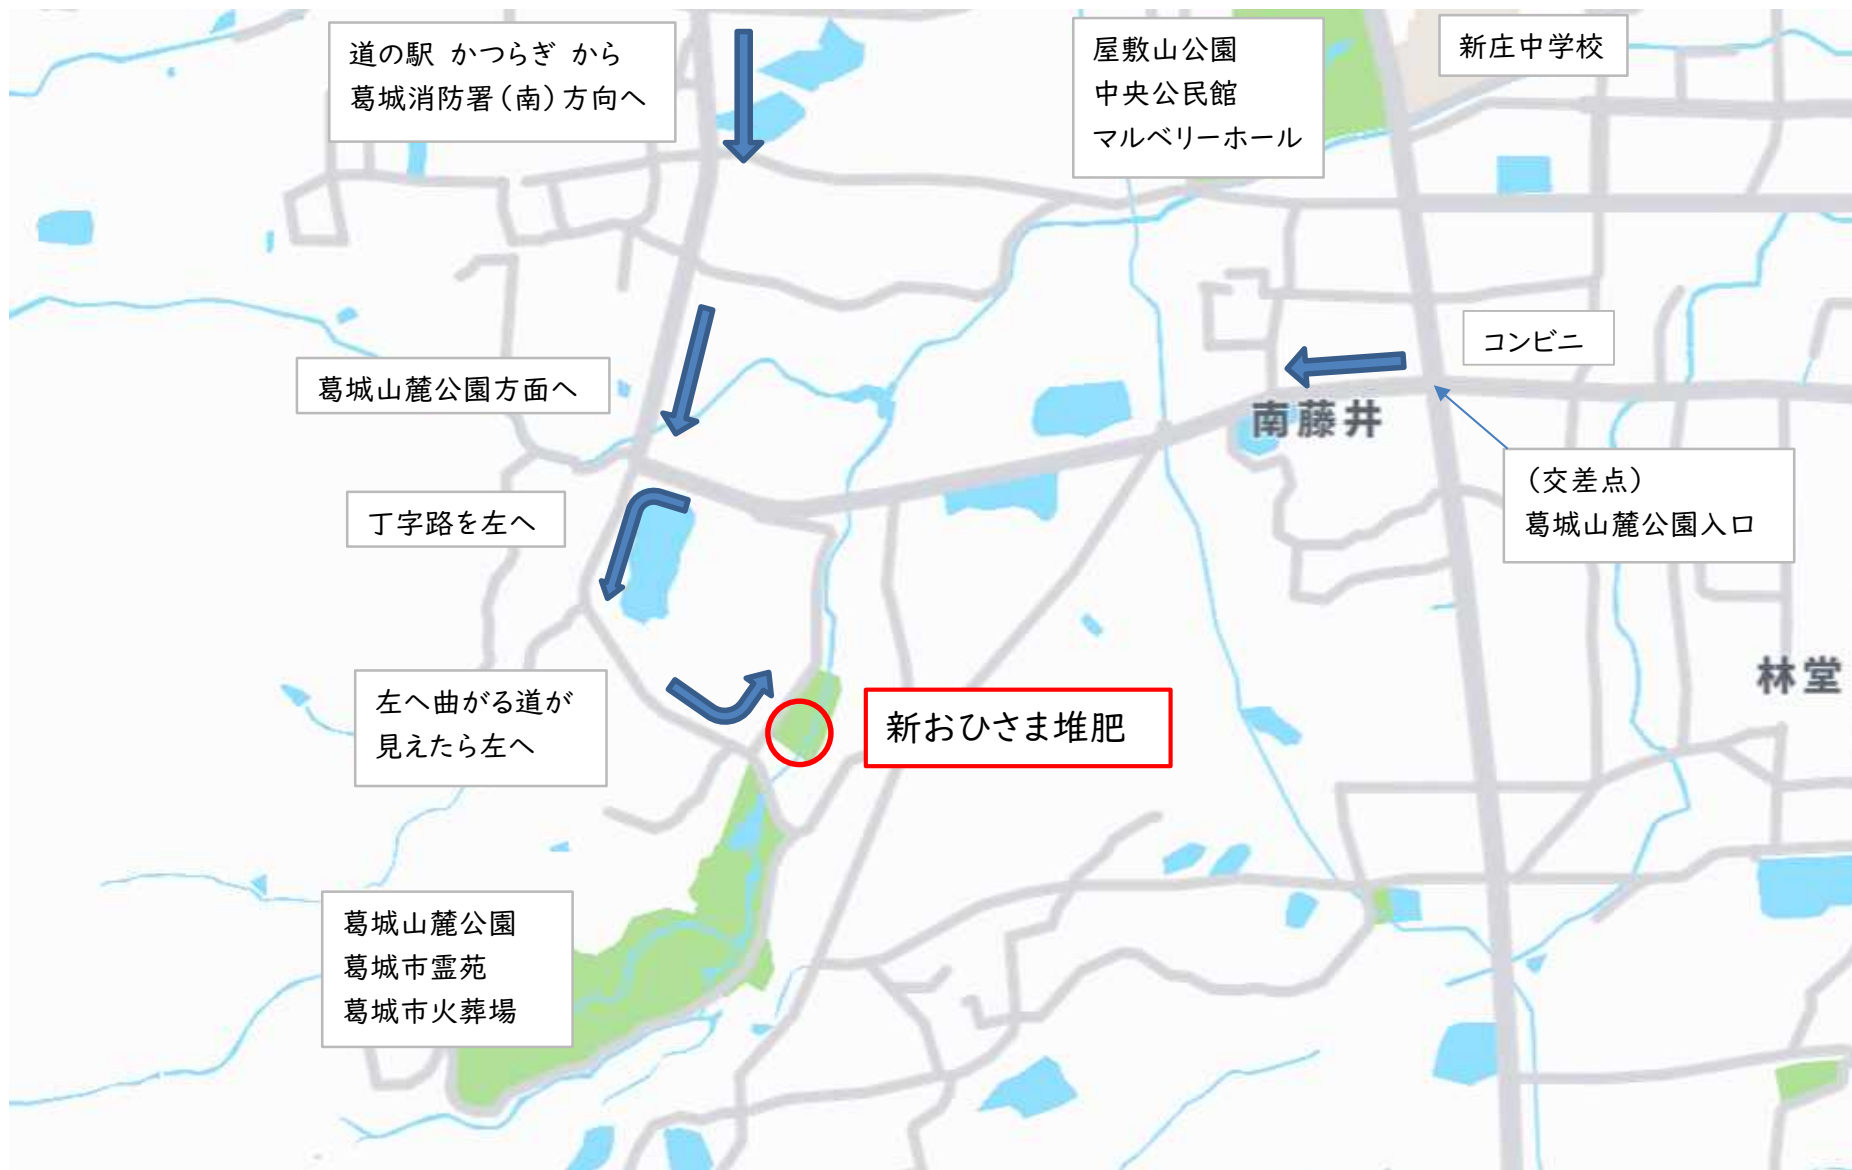 道の駅 かつらぎ から
葛城消防署(南)方向へ
屋敷山公園
中央公民館
マルベリーホール
新庄中学校
コンビニ
葛城山麓公園方面へ
南藤井
(交差点)
葛城山麓公園入口
丁字路を左へ
林堂
左へ曲がる道が
見えたら左へ
新おひさま堆肥
葛城山麓公園
葛城市霊苑
葛城市火葬場